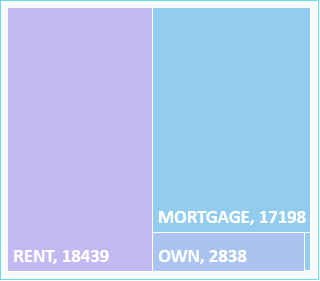 MORTGAGE, 17198
RENT, 18439
OWN, 2838